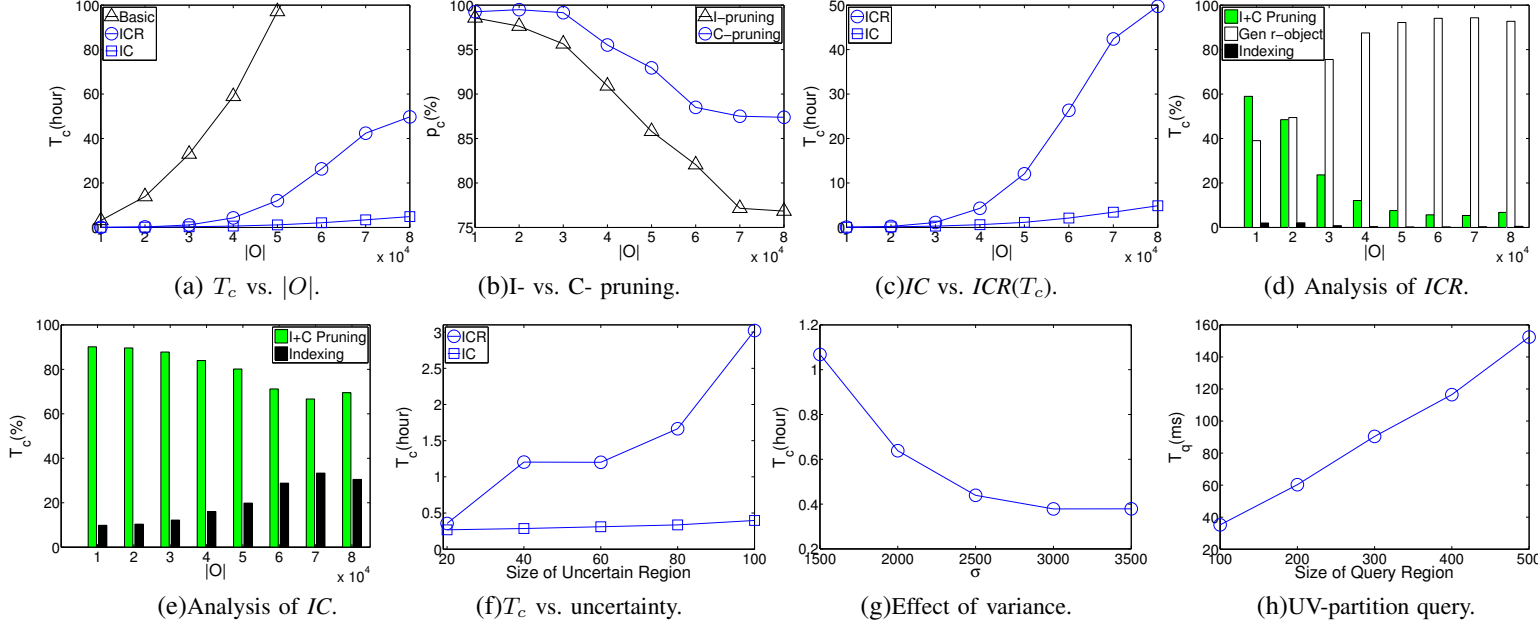 100
80
60
40
20
0
T_c(hour)
Basic
ICR
IC
1 2 3 4 5 6 7 8
|O|
x 10^4
(a) T_c vs. |O|.
100
95
90
85
80
75
p_c(%)
I−pruning
C−pruning
1 2 3 4 5 6 7 8
|O|
x 10^4
(b)I- vs. C- pruning.
50
40
30
20
10
0
T_c(hour)
ICR
IC
1 2 3 4 5 6 7 8
|O|
x 10^4
(c)IC vs. ICR(T_c).
100
80
60
40
20
0
T_c(%)
I+C Pruning
Gen r−object
Indexing
1 2 3 4 5 6 7 8
|O|
x 10^4
(d) Analysis of ICR.
100
80
60
40
20
0
T_c(%)
I+C Pruning
Indexing
1 2 3 4 5 6 7 8
|O|
x 10^4
(e)Analysis of IC.
3
2.5
2
1.5
1
0.5
0
T_c(hour)
ICR
IC
20 40 60 80 100
Size of Uncertain Region
(f)T_c vs. uncertainty.
1.2
1
0.8
0.6
0.4
0.2
T_c(hour)
1500 2000 2500 3000 3500
σ
(g)Effect of variance.
160
140
120
100
80
60
40
20
T_q(ms)
100 200 300 400 500
Size of Query Region
(h)UV-partition query.